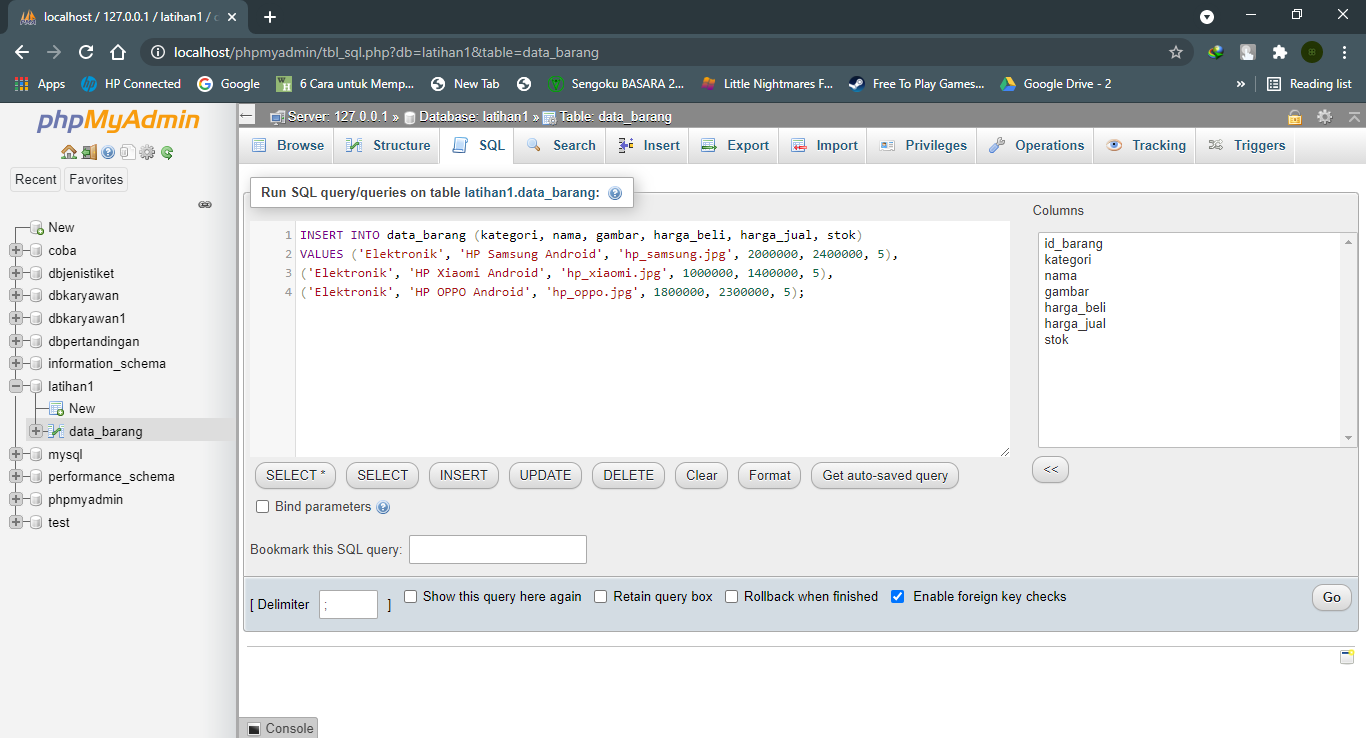 localhost / 127.0.0.1 / latihan1 /
localhost/phpmyadmin/tbl_sql.php?db=latihan1&table=data_barang
Apps
HP Connected
Google
6 Cara untuk Memp...
New Tab
Sengoku BASARA 2...
Little Nightmares F...
Free To Play Games...
Google Drive - 2
»
Reading list
phpMyAdmin
Recent
Favorites
New
coba
dbjenistiket
dbkaryawan
dbkaryawan1
dbpertandingan
information_schema
latihan1
New
data_barang
mysql
performance_schema
phpmyadmin
test
Server: 127.0.0.1 » Database: latihan1 » Table: data_barang
Browse
Structure
SQL
Search
Insert
Export
Import
Privileges
Operations
Tracking
Triggers
Run SQL query/queries on table latihan1.data_barang:
1 INSERT INTO data_barang (kategori, nama, gambar, harga_beli, harga_jual, stok)
2 VALUES ('Elektronik', 'HP Samsung Android', 'hp_samsung.jpg', 2000000, 2400000, 5),
3 ('Elektronik', 'HP Xiaomi Android', 'hp_xiaomi.jpg', 1000000, 1400000, 5),
4 ('Elektronik', 'HP OPPO Android', 'hp_oppo.jpg', 1800000, 2300000, 5);
Columns
id_barang
kategori
nama
gambar
harga_beli
harga_jual
stok
<<
SELECT *
SELECT
INSERT
UPDATE
DELETE
Clear
Format
Get auto-saved query
Bind parameters
Bookmark this SQL query:
[ Delimiter ; ]
Show this query here again
Retain query box
Rollback when finished
Enable foreign key checks
Go
Console